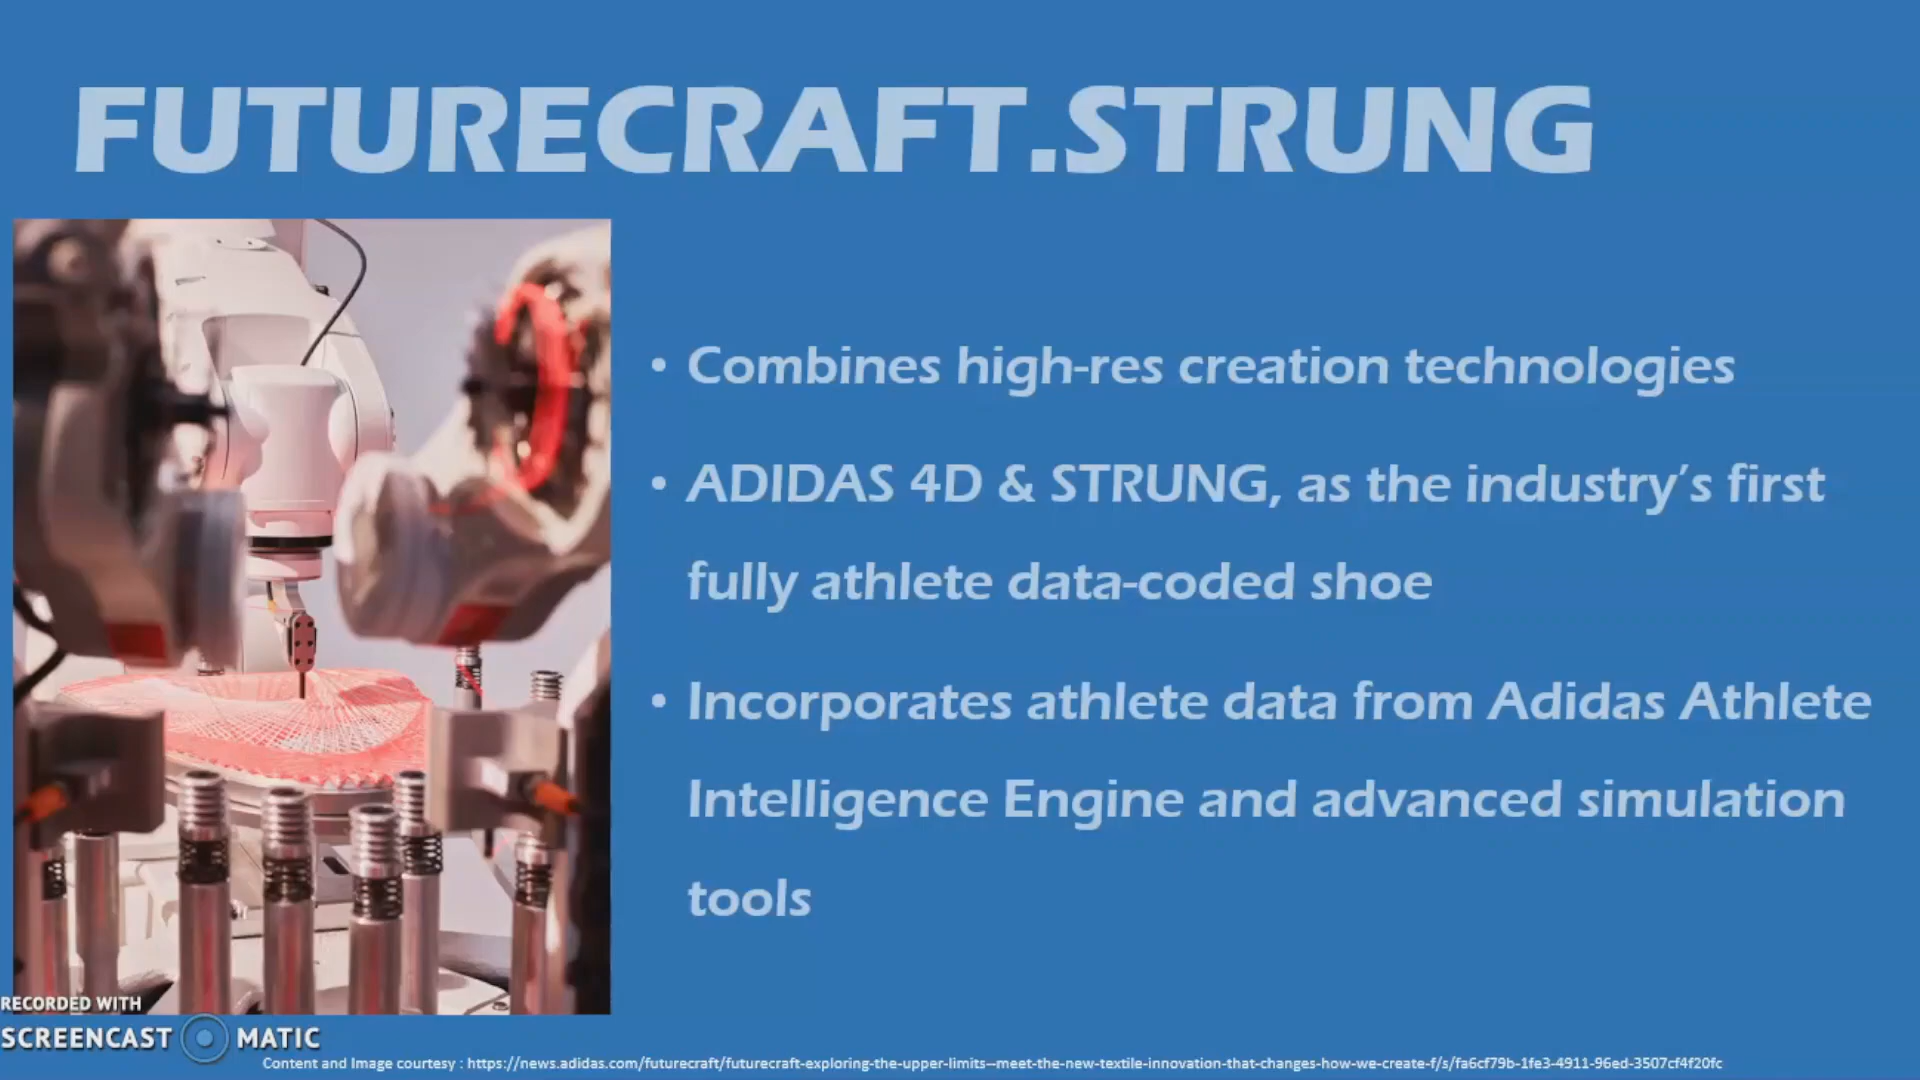 FUTURECRAFT.STRUNG
• Combines high-res creation technologies
• ADIDAS 4D & STRUNG, as the industry’s first
fully athlete data-coded shoe
• Incorporates athlete data from Adidas Athlete
Intelligence Engine and advanced simulation
tools
RECORDED WITH
SCREENCAST MATIC
Content and Image courtesy : https://news.adidas.com/futurecraft/futurecraft-exploring-the-upper-limits--meet-the-new-textile-innovation-that-changes-how-we-create-f/s/fa6cf79b-1fe3-4911-96ed-3507cf4f20fc